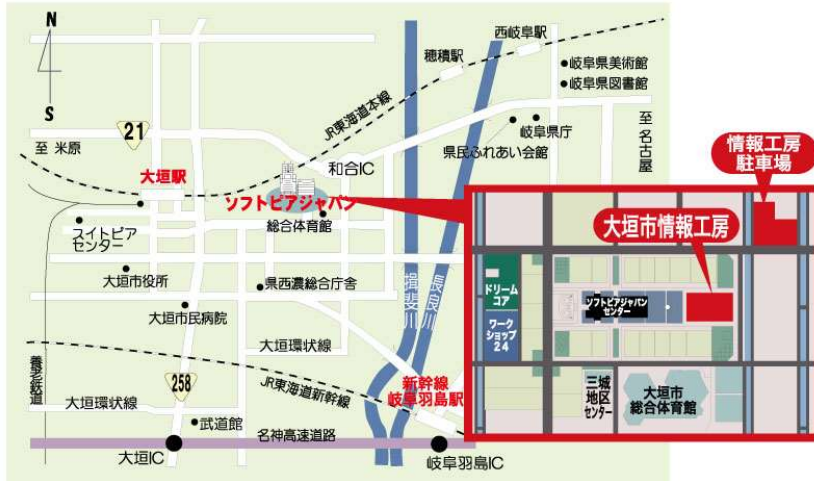 N
S
21
至 米原
大垣駅
スイトピア
センター
大垣市役所
大垣市民病院
養老鉄道
大垣環状線
258
武道館
大垣IC
名神高速道路
JR東海道新幹線
大垣環状線
県西濃総合庁舎
総合体育館
ソフトピアジャパン
和合IC
JR東海道本線
穂積駅
西岐阜駅
岐阜県美術館
岐阜県図書館
岐阜県庁
県民ふれあい会館
至 名古屋
揖斐川
長良川
新幹線
岐阜羽島駅
岐阜羽島IC
情報工房
駐車場
大垣市情報工房
ドリーム
コア
ワーク
ショップ
24
ソフトピアジャパン
センター
三城
地区
センター
大垣市
総合体育館